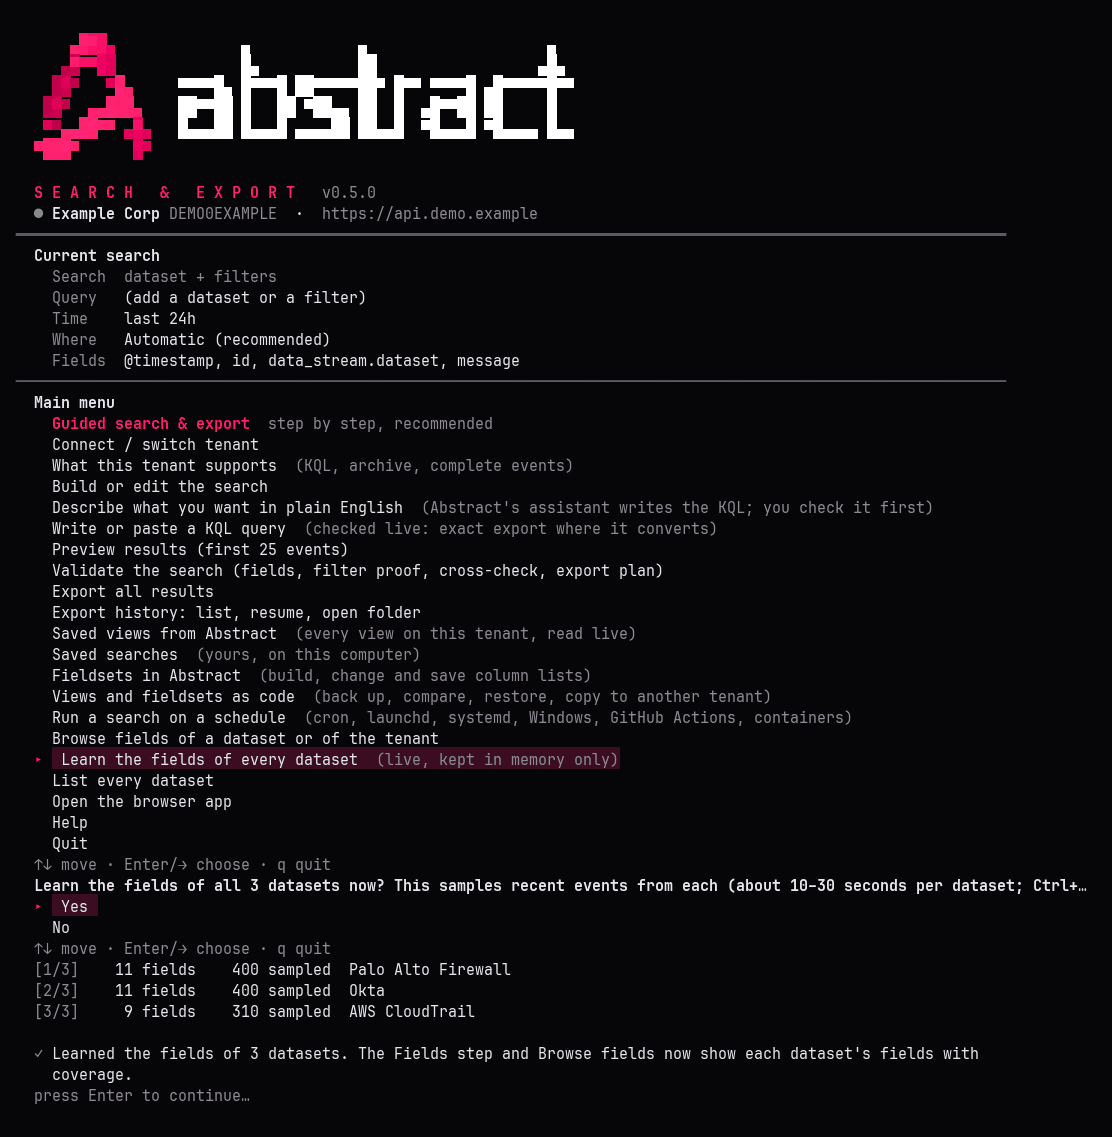 abstract
SEARCH & EXPORT v0.5.0
● Example Corp DEMO0EXAMPLE · https://api.demo.example
Current search
Search dataset + filters
Query (add a dataset or a filter)
Time last 24h
Where Automatic (recommended)
Fields @timestamp, id, data_stream.dataset, message
Main menu
Guided search & export step by step, recommended
Connect / switch tenant
What this tenant supports (KQL, archive, complete events)
Build or edit the search
Describe what you want in plain English (Abstract's assistant writes the KQL; you check it first)
Write or paste a KQL query (checked live: exact export where it converts)
Preview results (first 25 events)
Validate the search (fields, filter proof, cross-check, export plan)
Export all results
Export history: list, resume, open folder
Saved views from Abstract (every view on this tenant, read live)
Saved searches (yours, on this computer)
Fieldsets in Abstract (build, change and save column lists)
Views and fieldsets as code (back up, compare, restore, copy to another tenant)
Run a search on a schedule (cron, launchd, systemd, Windows, GitHub Actions, containers)
Browse fields of a dataset or of the tenant
▸ Learn the fields of every dataset (live, kept in memory only)
List every dataset
Open the browser app
Help
Quit
↑↓ move · Enter/→ choose · q quit
Learn the fields of all 3 datasets now? This samples recent events from each (about 10–30 seconds per dataset; Ctrl+…
▸ Yes
No
↑↓ move · Enter/→ choose · q quit
[1/3] 11 fields 400 sampled Palo Alto Firewall
[2/3] 11 fields 400 sampled Okta
[3/3] 9 fields 310 sampled AWS CloudTrail
✓ Learned the fields of 3 datasets. The Fields step and Browse fields now show each dataset's fields with
coverage.
press Enter to continue…